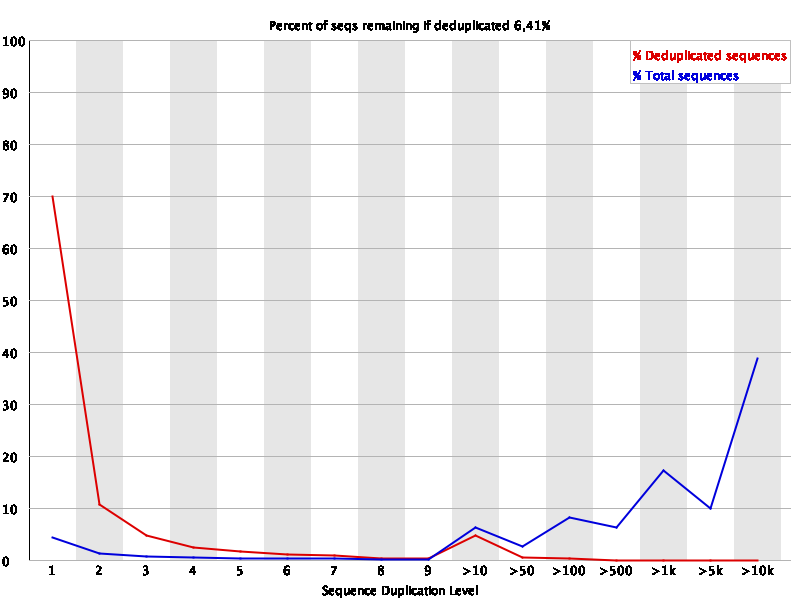 Percent of seqs remaining if deduplicated 6,41%
% Deduplicated sequences
% Total sequences
100
90
80
70
60
50
40
30
20
10
0
1 2 3 4 5 6 7 8 9 >10 >50 >100 >500 >1k >5k >10k
Sequence Duplication Level